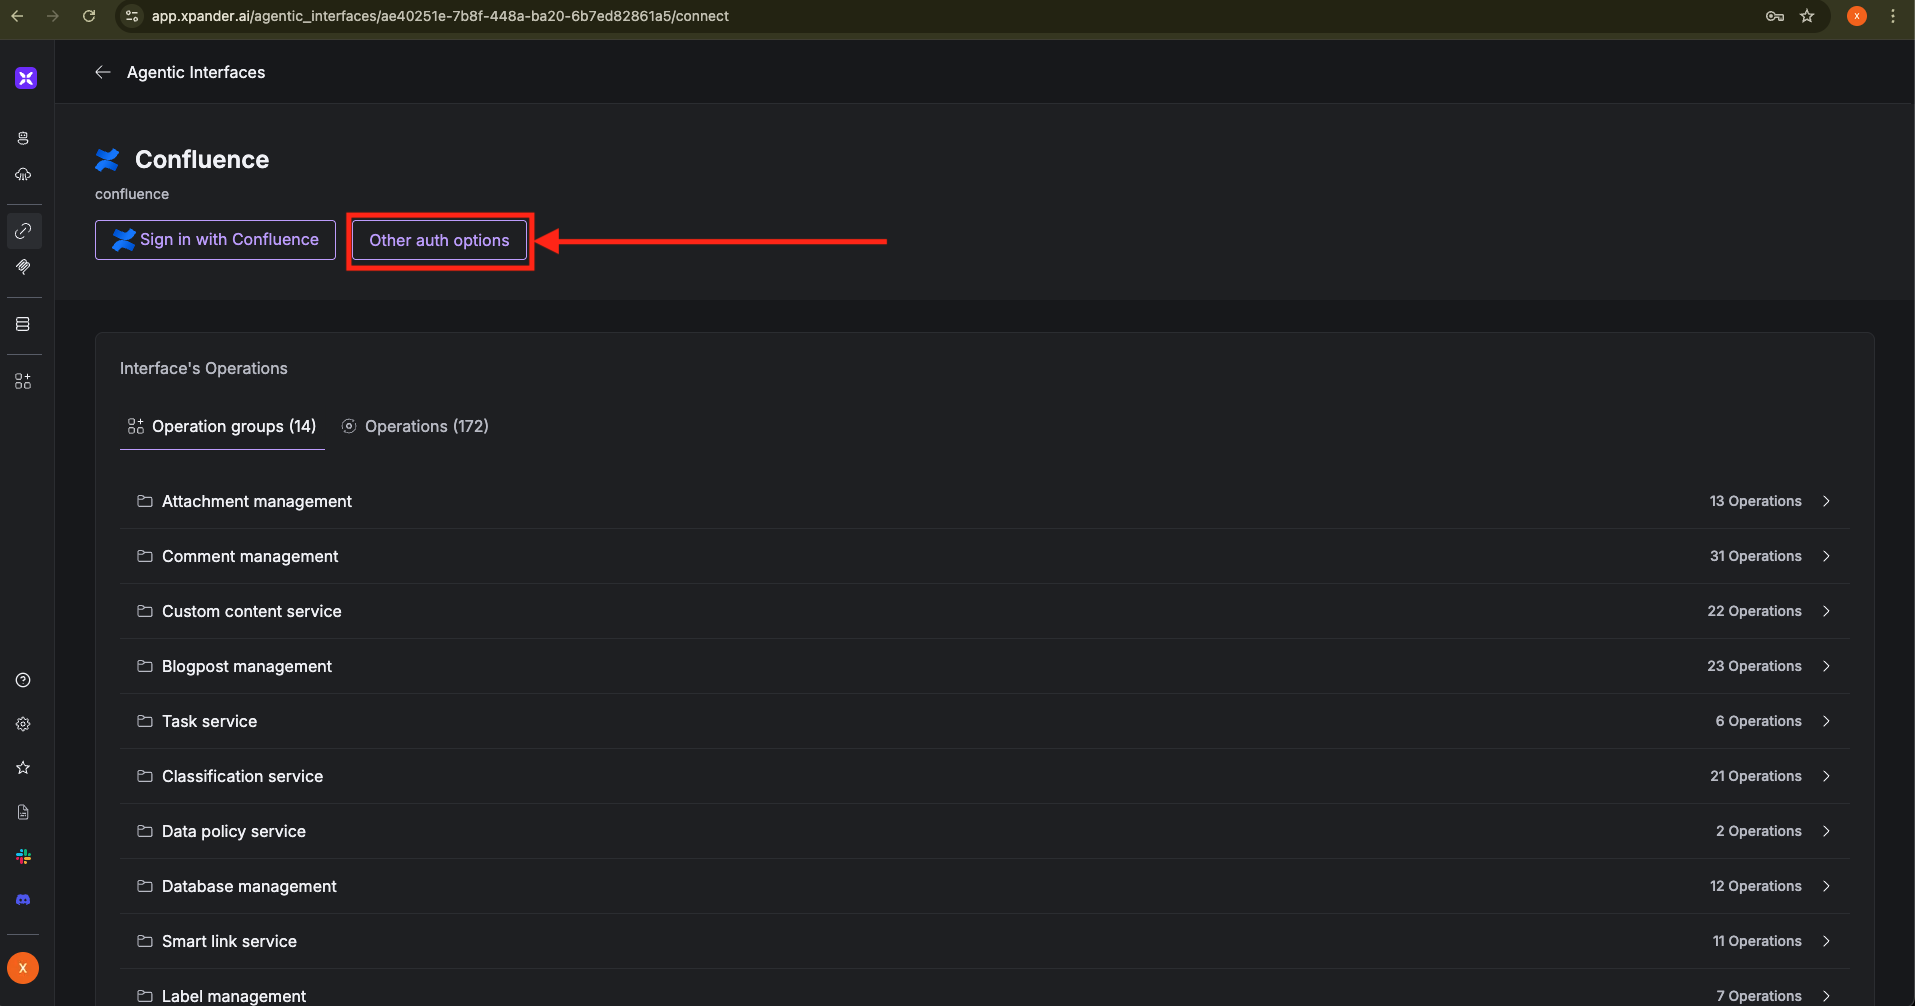 app.xpander.ai/agentic_interfaces/ae40251e-7b8f-448a-ba20-6b7ed82861a5/connect
X
Agentic Interfaces
Confluence
confluence
Sign in with Confluence
Other auth options
Interface's Operations
Operation groups (14)
Operations (172)
Attachment management
13 Operations
Comment management
31 Operations
Custom content service
22 Operations
Blogpost management
23 Operations
Task service
6 Operations
Classification service
21 Operations
Data policy service
2 Operations
Database management
12 Operations
Smart link service
11 Operations
Label management
7 Operations
X